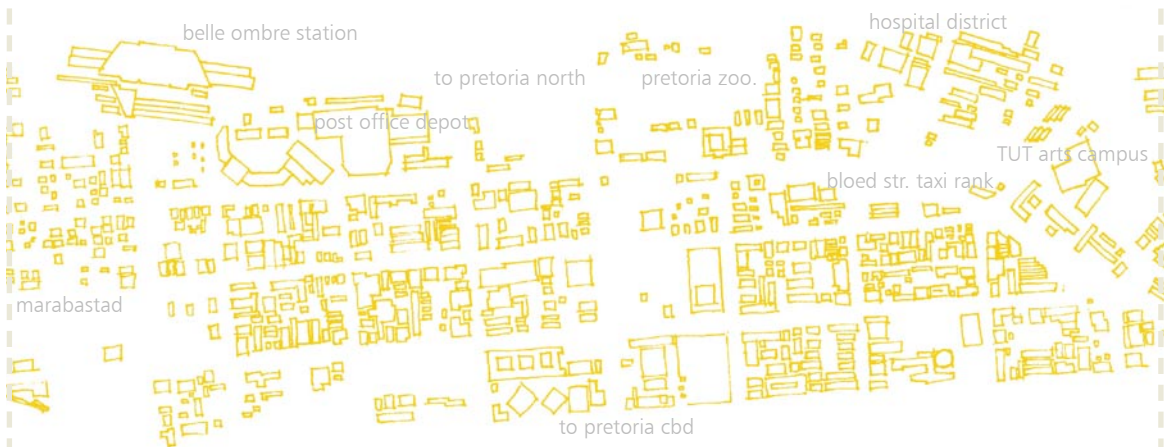 hospital district
belle ombre station
to pretoria north
pretoria zoo.
post office depot
TUT arts campus
bloed str. taxi rank
marabastad
to pretoria cbd